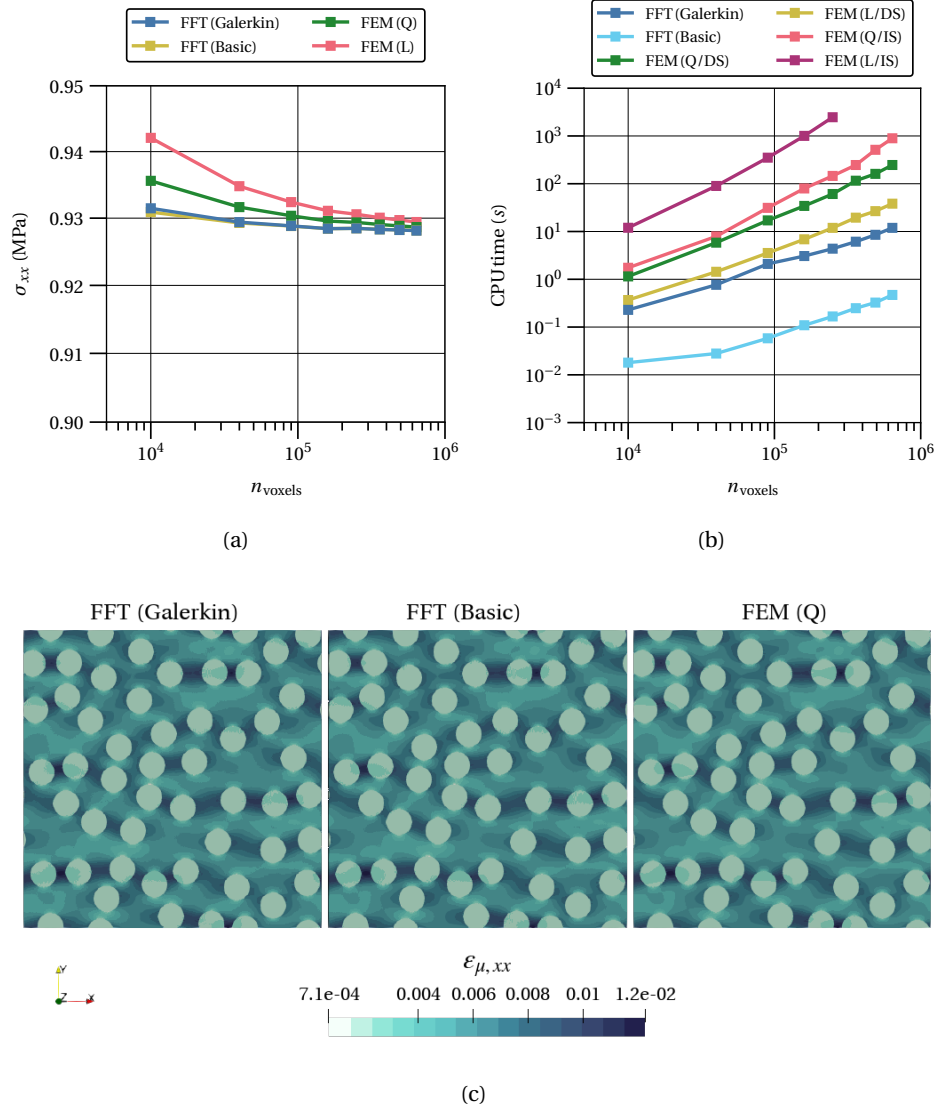 FFT (Galerkin) FEM (Q)
FFT (Basic) FEM (L)
0.95
0.94
0.93
0.92
0.91
0.90
σxx (MPa)
10⁴ 10⁵ 10⁶
nvoxels
(a)
FFT (Galerkin) FEM (L/DS)
FFT (Basic) FEM (Q/IS)
FEM (Q/DS) FEM (L/IS)
10⁴
10³
10²
10¹
10⁰
10⁻¹
10⁻²
10⁻³
CPU time (s)
10⁴ 10⁵ 10⁶
nvoxels
(b)
FFT (Galerkin) FFT (Basic) FEM (Q)
Y
Z X
εμ,xx
7.1e-04 0.004 0.006 0.008 0.01 1.2e-02
(c)